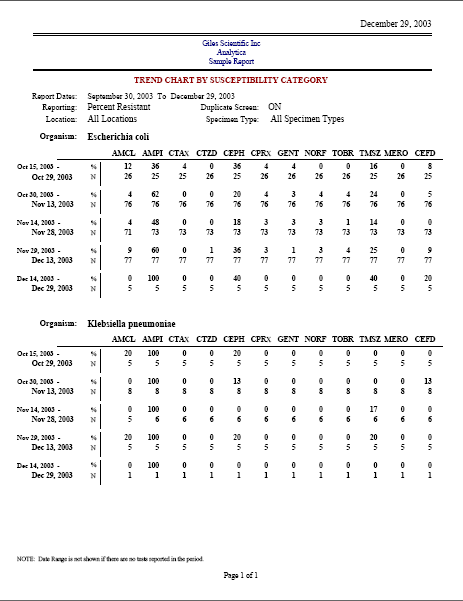 December 29, 2003
Giles Scientific Inc
Analytica
Sample Report
TREND CHART BY SUSCEPTIBILITY CATEGORY
Report Dates: September 30, 2003 To December 29, 2003
Reporting: Percent Resistant Duplicate Screen: ON
Location: All Locations Specimen Type: All Specimen Types
Organism: Escherichia coli
AMCL AMPI CTAX CTZD CEPH CPRX GENT NORF TOBR TMSZ MERO CEFD
Oct 15, 2003 - % 12 36 4 0 36 4 4 0 0 16 0 8
Oct 29, 2003 N 26 25 25 26 25 26 26 26 26 25 26 25
Oct 30, 2003 - % 4 62 0 0 20 4 3 4 4 24 0 5
Nov 13, 2003 N 76 76 76 76 76 76 76 76 76 76 76 76
Nov 14, 2003 - % 4 48 0 0 18 3 3 3 1 14 0 0
Nov 28, 2003 N 71 73 73 73 73 73 73 73 73 73 73 73
Nov 29, 2003 - % 9 60 0 1 36 3 1 3 4 25 0 9
Dec 13, 2003 N 77 77 77 77 77 77 77 77 77 77 77 77
Dec 14, 2003 - % 0 100 0 0 40 0 0 0 0 40 0 20
Dec 29, 2003 N 5 5 5 5 5 5 5 5 5 5 5 5
Organism: Klebsiella pneumoniae
AMCL AMPI CTAX CTZD CEPH CPRX GENT NORF TOBR TMSZ MERO CEFD
Oct 15, 2003 - % 20 100 0 0 20 0 0 0 0 0 0 0
Oct 29, 2003 N 5 5 5 5 5 5 5 5 5 5 5 5
Oct 30, 2003 - % 0 100 0 0 13 0 0 0 0 0 0 13
Nov 13, 2003 N 8 8 8 8 8 8 8 8 8 8 8 8
Nov 14, 2003 - % 0 100 0 0 0 0 0 0 0 17 0 0
Nov 28, 2003 N 5 6 6 6 6 6 6 6 6 6 6 6
Nov 29, 2003 - % 20 100 0 0 20 0 0 0 0 20 0 0
Dec 13, 2003 N 5 5 5 5 5 5 5 5 5 5 5 5
Dec 14, 2003 - % 0 100 0 0 0 0 0 0 0 0 0 0
Dec 29, 2003 N 1 1 1 1 1 1 1 1 1 1 1 1
NOTE: Date Range is not shown if there are no tests reported in the period.
Page 1 of 1